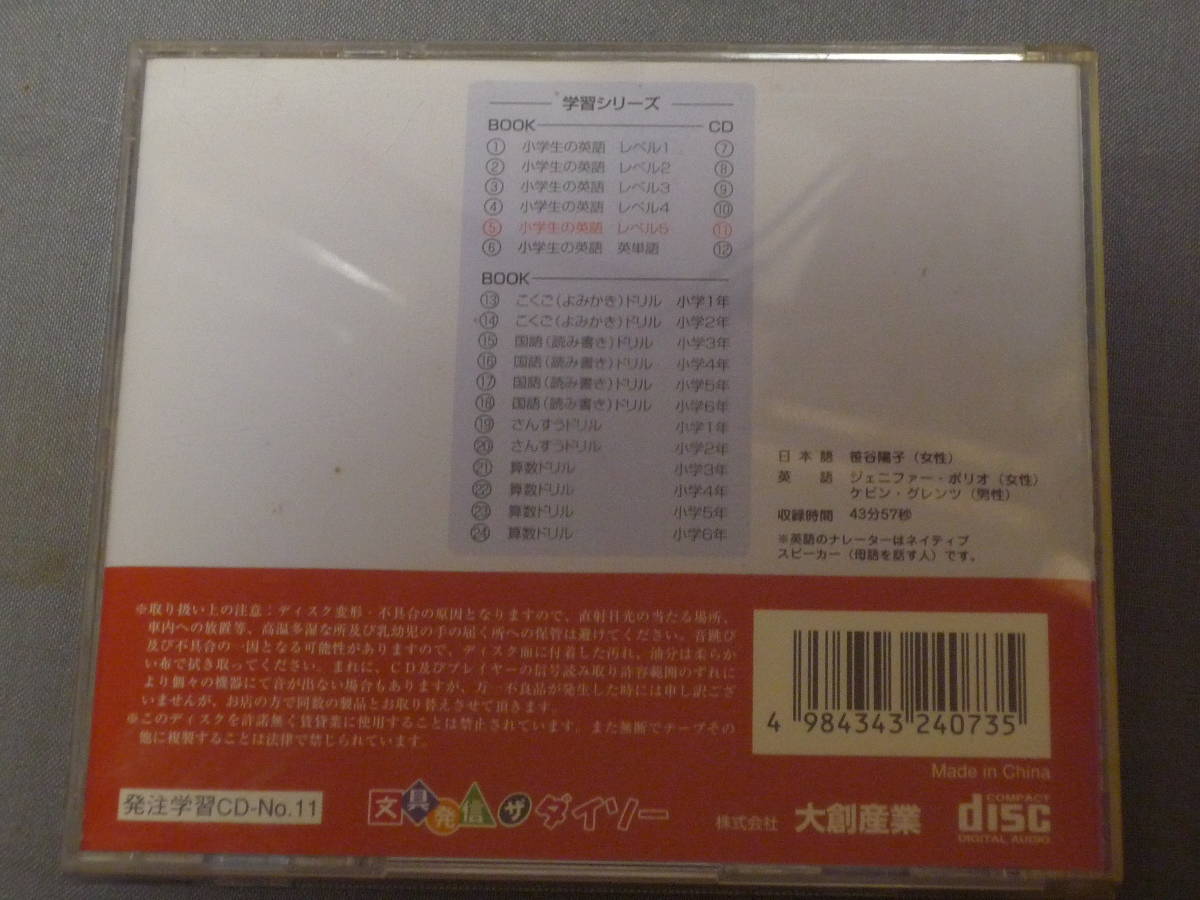 学習シリーズ
BOOK CD
① 小学生の英語 レベル1 ⑦
② 小学生の英語 レベル2 ⑧
③ 小学生の英語 レベル3 ⑨
④ 小学生の英語 レベル4 ⑩
⑤ 小学生の英語 レベル5 ⑪
⑥ 小学生の英語 英単語 ⑫
BOOK
⑬ こくご(よみかき)ドリル 小学1年
⑭ こくご(よみかき)ドリル 小学2年
⑮ 国語(読み書き)ドリル 小学3年
⑯ 国語(読み書き)ドリル 小学4年
⑰ 国語(読み書き)ドリル 小学5年
⑱ 国語(読み書き)ドリル 小学6年
⑲ さんすうドリル 小学1年
⑳ さんすうドリル 小学2年
㉑ 算数ドリル 小学3年
㉒ 算数ドリル 小学4年
㉓ 算数ドリル 小学5年
㉔ 算数ドリル 小学6年
日本語 笹谷陽子(女性)
英語 ジェニファー・ボリオ(女性)
ケビン・グレンツ(男性)
収録時間 43分57秒
※英語のナレーターはネイティブ
スピーカー(母語を話す人)です。
※取り扱い上の注意:ディスク変形・不具合の原因となりますので、直射日光の当たる場所、
車内への放置等、高温多湿な所及び乳幼児の手の届く所への保管は避けてください。音跳び
及び不具合の一因となる可能性がありますので、ディスク面に付着した汚れ、油分は柔らか
い布で拭き取ってください。まれに、CD及びプレイヤーの信号読み取り許容範囲のずれに
より個々の機器にて音が出ない場合もありますが、万一不良品が発生した時には申し訳ござ
いませんが、お店の方で同数の製品とお取り替えさせて頂きます。
※このディスクを許諾無く賃貸業に使用することは禁止されています。また無断でテープその
他に複製することは法律で禁じられています。
4 984343 240735
Made in China
発注学習CD-No.11
文具発信ザダイソー
株式会社 大創産業
COMPACT
disc
DIGITAL AUDIO